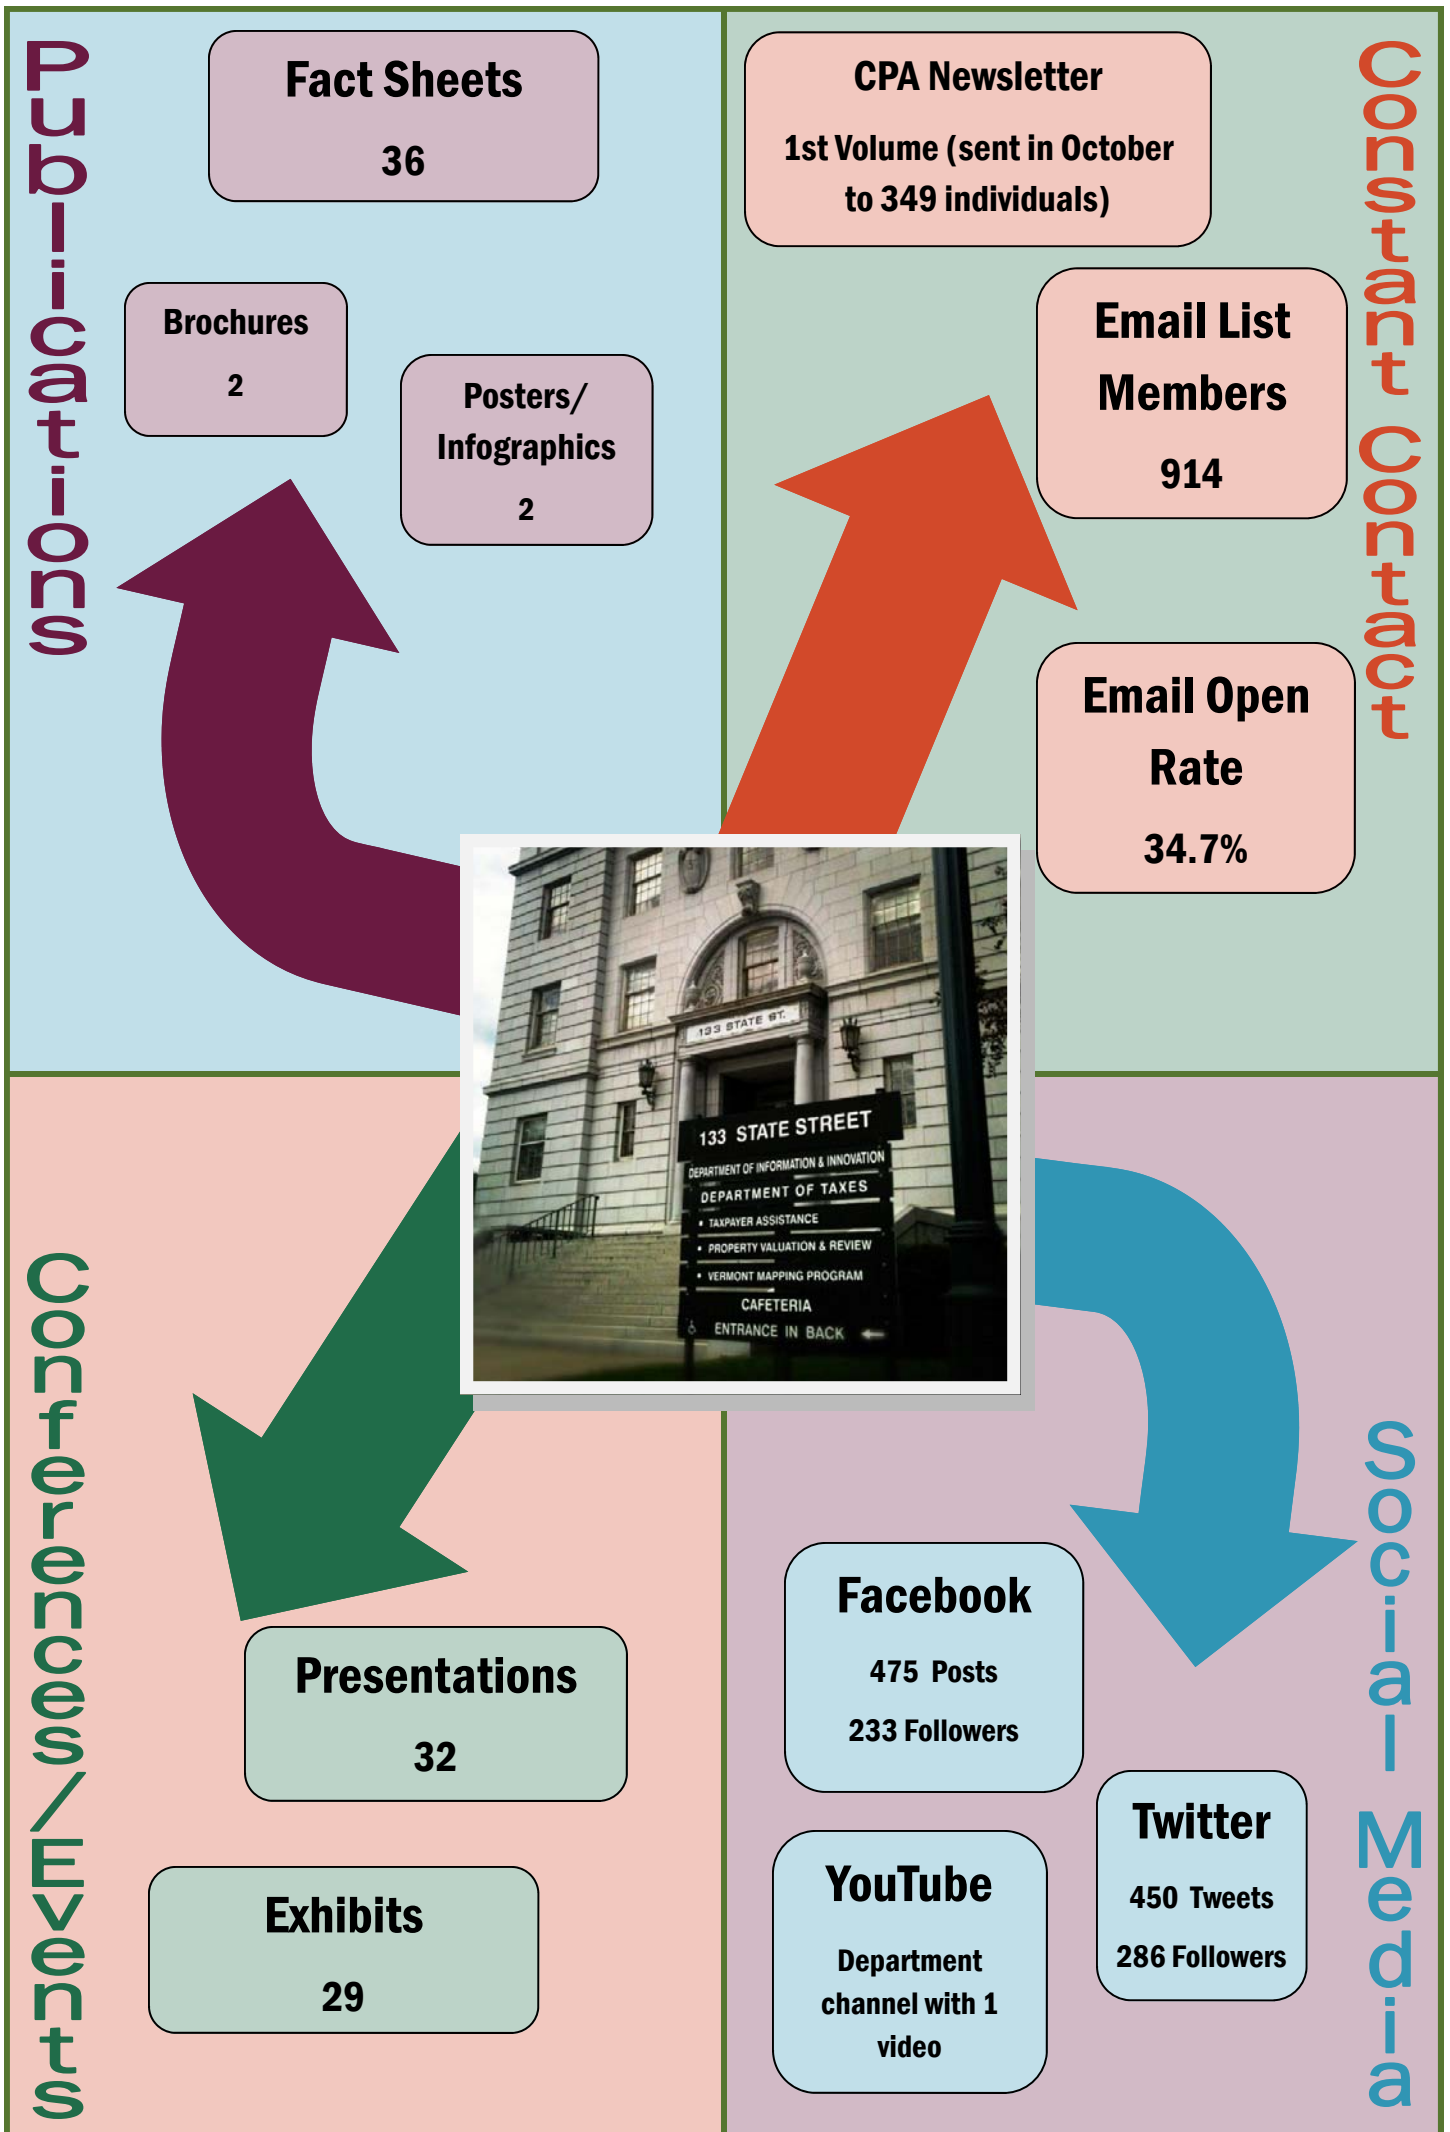 Publications
Fact Sheets
36
Brochures
2
Posters/
Infographics
2
Constant Contact
CPA Newsletter
1st Volume (sent in October
to 349 individuals)
Email List
Members
914
Email Open
Rate
34.7%
133 STATE ST.
133 STATE STREET
DEPARTMENT OF INFORMATION & INNOVATION
DEPARTMENT OF TAXES
• TAXPAYER ASSISTANCE
• PROPERTY VALUATION & REVIEW
• VERMONT MAPPING PROGRAM
CAFETERIA
ENTRANCE IN BACK
Conferences/Events
Presentations
32
Exhibits
29
Social Media
Facebook
475 Posts
233 Followers
Twitter
450 Tweets
286 Followers
YouTube
Department
channel with 1
video